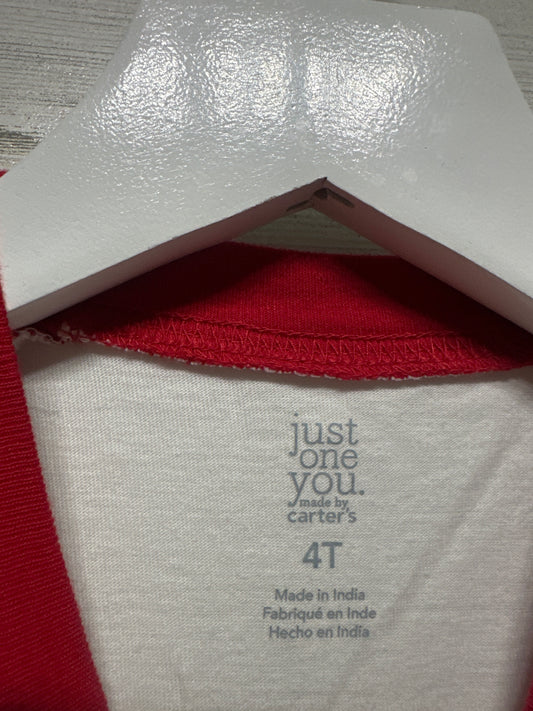 just
one
you.
made by
carter's
4T
Made in India
Fabriqué en Inde
Hecho en India